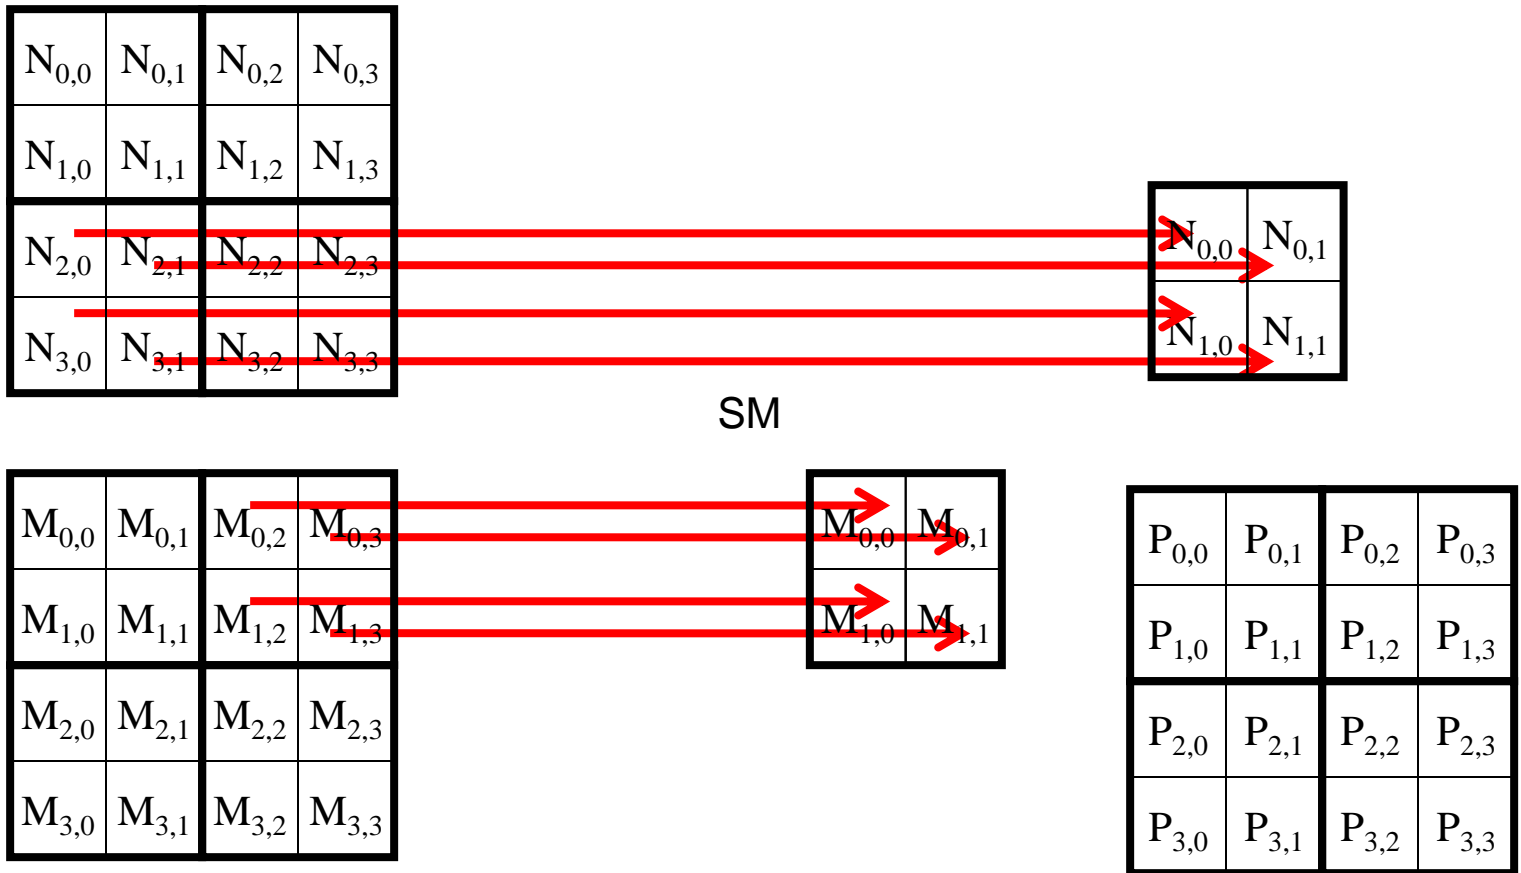 N0,0 N0,1 N0,2 N0,3
N1,0 N1,1 N1,2 N1,3
N2,0 N2,1 N2,2 N2,3
N3,0 N3,1 N3,2 N3,3
N0,0 N0,1
N1,0 N1,1
SM
M0,0 M0,1 M0,2 M0,3
M1,0 M1,1 M1,2 M1,3
M2,0 M2,1 M2,2 M2,3
M3,0 M3,1 M3,2 M3,3
M0,0 M0,1
M1,0 M1,1
P0,0 P0,1 P0,2 P0,3
P1,0 P1,1 P1,2 P1,3
P2,0 P2,1 P2,2 P2,3
P3,0 P3,1 P3,2 P3,3